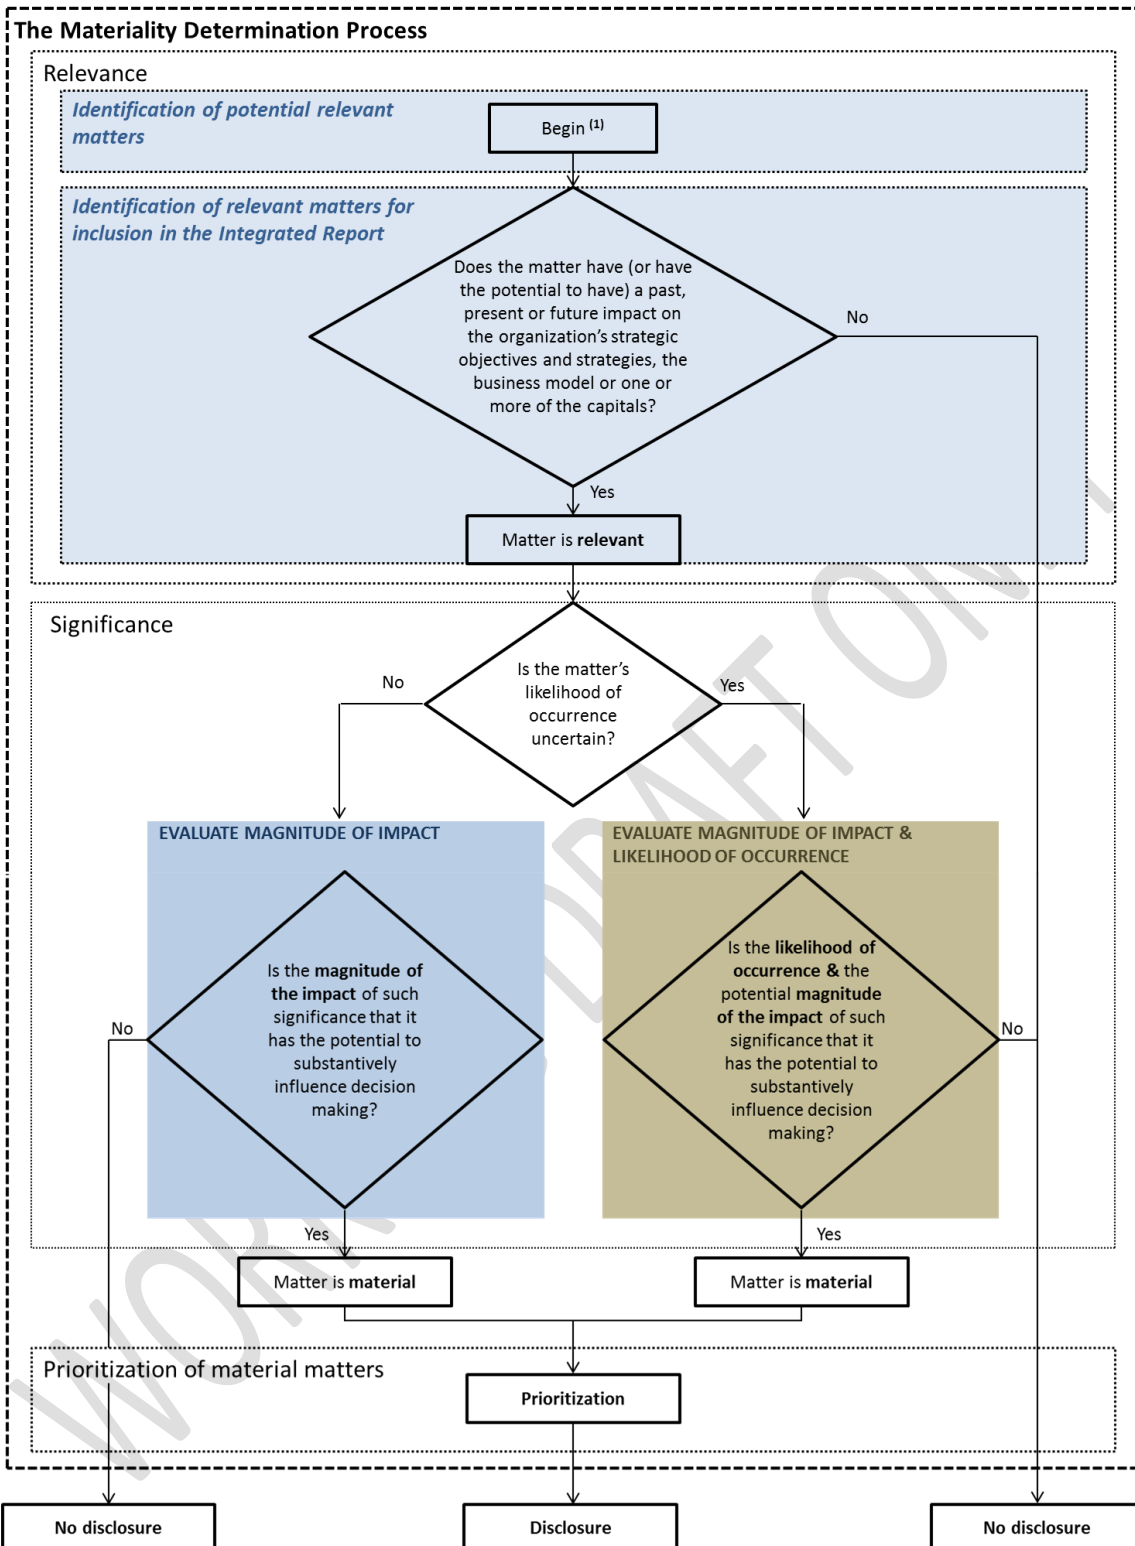 The Materiality Determination Process
Relevance
Identification of potential relevant
matters
Begin (1)
Identification of relevant matters for
inclusion in the Integrated Report
Does the matter have (or have
the potential to have) a past,
present or future impact on
the organization's strategic
objectives and strategies, the
business model or one or
more of the capitals?
No
Yes
Matter is relevant
Significance
Is the matter's
likelihood of
occurrence
uncertain?
No
Yes
EVALUATE MAGNITUDE OF IMPACT
Is the magnitude of
the impact of such
significance that it
has the potential to
substantively
influence decision
making?
No
Yes
EVALUATE MAGNITUDE OF IMPACT &
LIKELIHOOD OF OCCURRENCE
Is the likelihood of
occurrence & the
potential magnitude
of the impact of such
significance that it
has the potential to
substantively
influence decision
making?
No
Yes
Matter is material
Matter is material
Prioritization of material matters
Prioritization
No disclosure
Disclosure
No disclosure
DRAFT